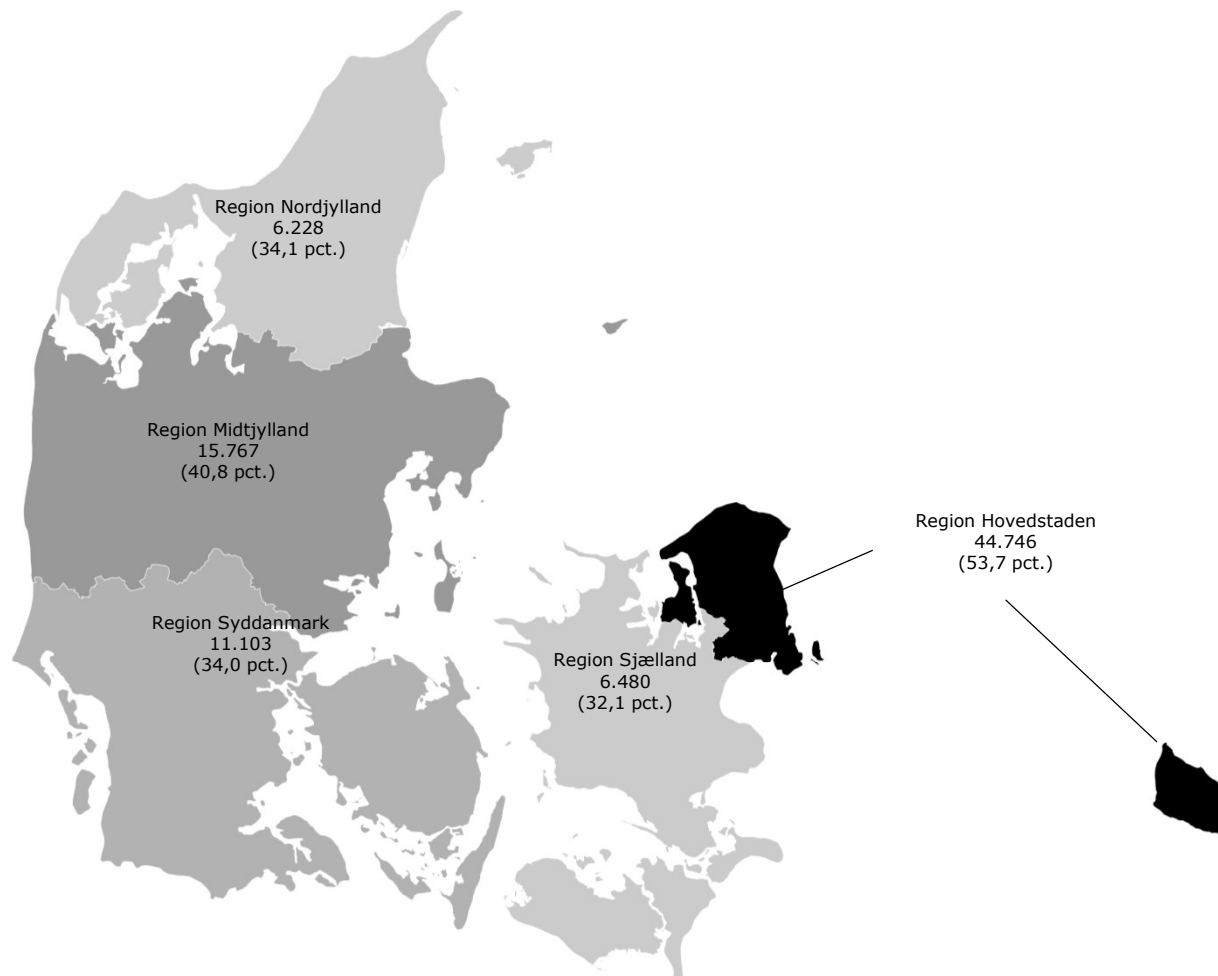 Region Nordjylland
6.228
(34,1 pct.)
Region Midtjylland
15.767
(40,8 pct.)
Region Hovedstaden
44.746
(53,7 pct.)
Region Syddanmark
11.103
(34,0 pct.)
Region Sjælland
6.480
(32,1 pct.)